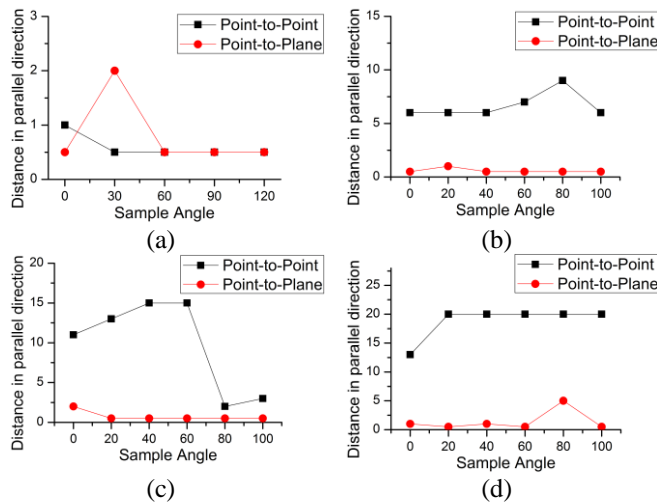 3
2
1
0
Distance in parallel direction
Point-to-Point
Point-to-Plane
0 30 60 90 120
Sample Angle
(a)
15
10
5
0
Distance in parallel direction
Point-to-Point
Point-to-Plane
0 20 40 60 80 100
Sample Angle
(b)
20
15
10
5
0
Distance in parallel direction
Point-to-Point
Point-to-Plane
0 20 40 60 80 100
Sample Angle
(c)
25
20
15
10
5
0
Distance in parallel direction
Point-to-Point
Point-to-Plane
0 20 40 60 80 100
Sample Angle
(d)